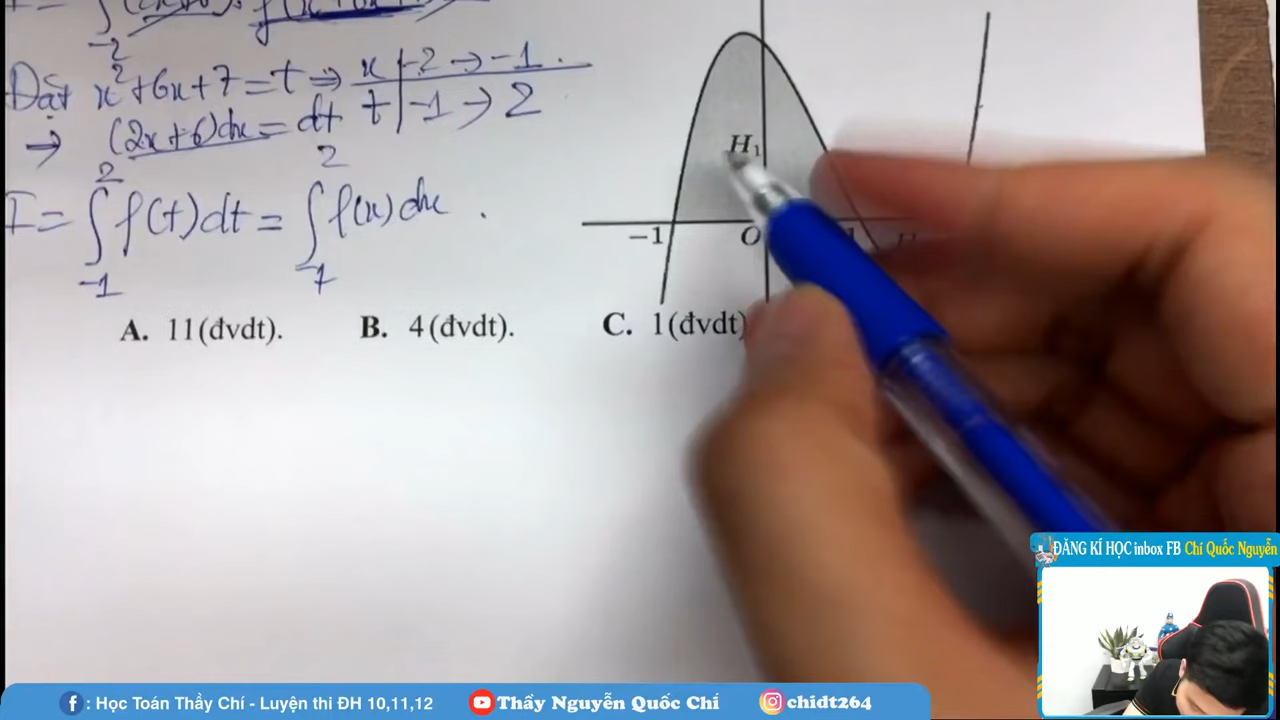 Đặt x²+6x+7=t ⇒ x | -2 → -1.
t | -1 → 2
→ (2x+6)dx = dt
I = ∫₋₁² f(t)dt = ∫₋₁² f(x)dx.
H₁
-1 O 1
A. 11(đvdt). B. 4(đvdt). C. 1(đvdt)
ĐĂNG KÍ HỌC inbox FB Chí Quốc Nguyễn
: Học Toán Thầy Chí - Luyện thi ĐH 10,11,12 Thầy Nguyễn Quốc Chí chidt264